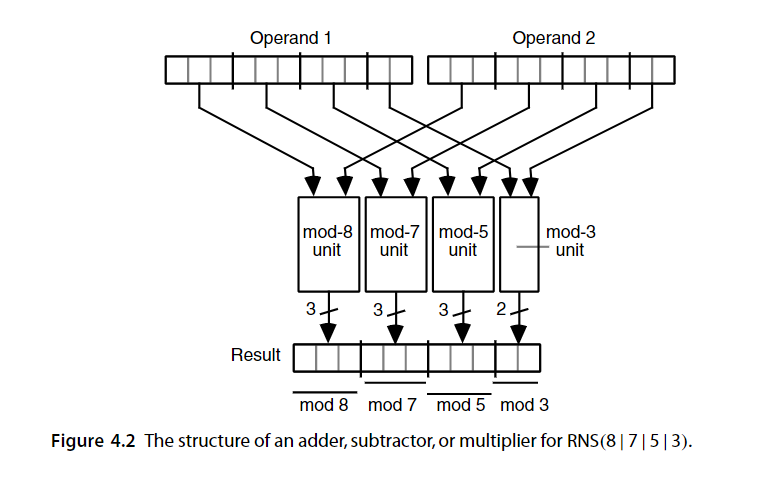 Operand 1
Operand 2
mod-8
unit
mod-7
unit
mod-5
unit
mod-3
unit
3
3
3
2
Result
mod 8
mod 7
mod 5
mod 3
Figure 4.2 The structure of an adder, subtractor, or multiplier for RNS(8 | 7 | 5 | 3).